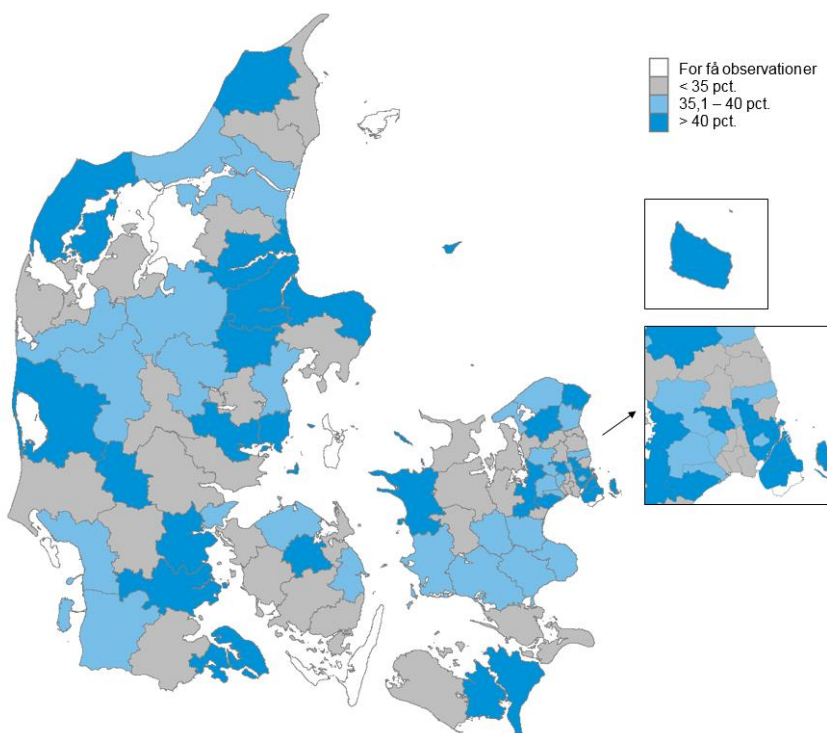 For få observationer
< 35 pct.
35,1 – 40 pct.
> 40 pct.